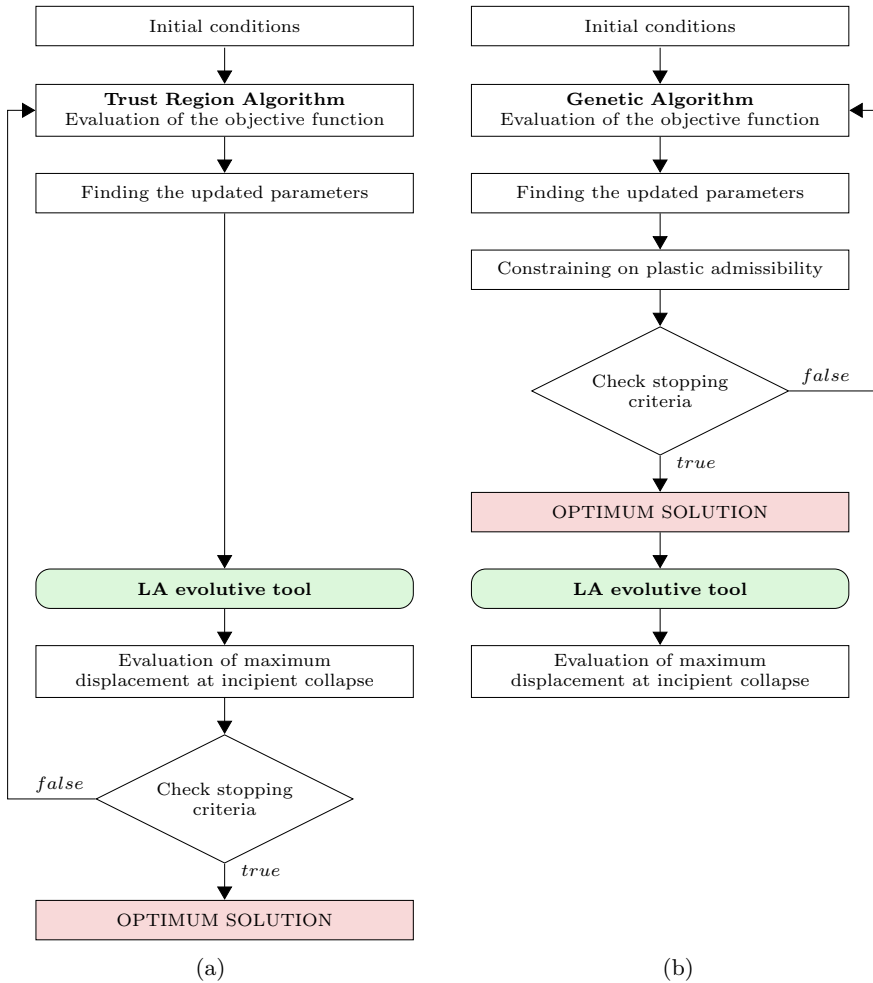 Initial conditions
Trust Region Algorithm
Evaluation of the objective function
Finding the updated parameters
LA evolutive tool
Evaluation of maximum
displacement at incipient collapse
Check stopping
criteria
false
true
OPTIMUM SOLUTION
(a)
Initial conditions
Genetic Algorithm
Evaluation of the objective function
Finding the updated parameters
Constraining on plastic admissibility
Check stopping
criteria
false
true
OPTIMUM SOLUTION
LA evolutive tool
Evaluation of maximum
displacement at incipient collapse
(b)